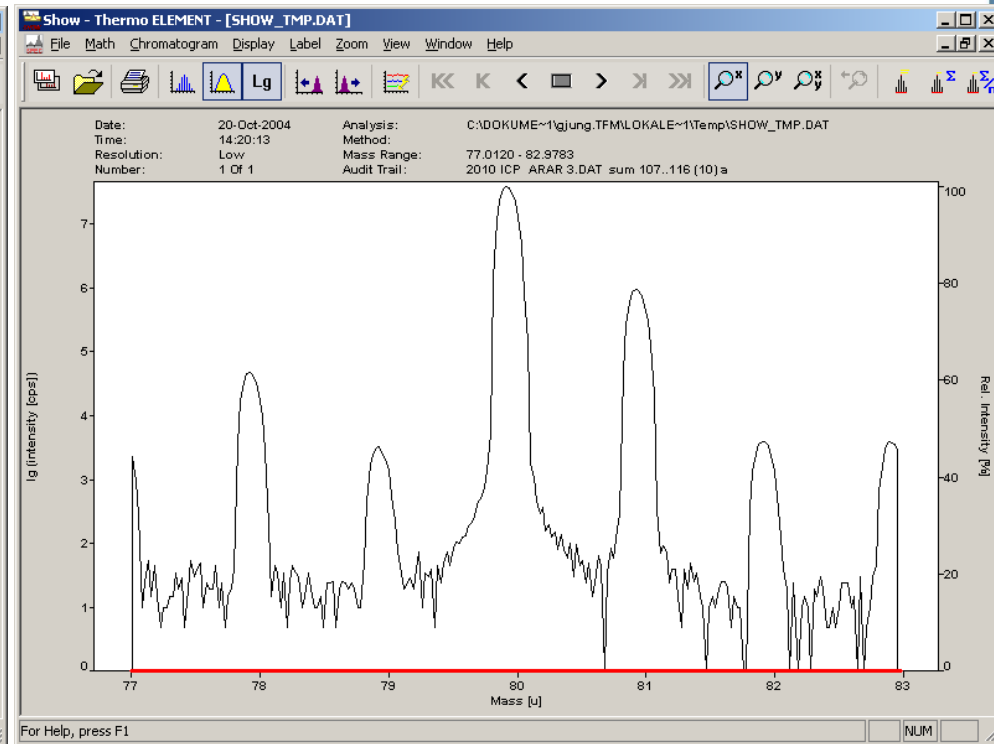 Show - Thermo ELEMENT - [SHOW_TMP.DAT]
File Math Chromatogram Display Label Zoom View Window Help
Lg x y x y Σ Σ/n
Date: 20-Oct-2004 Analysis: C:\DOKUME~1\gjung.TFM\LOKALE~1\Temp\SHOW_TMP.DAT
Time: 14:20:13 Method:
Resolution: Low Mass Range: 77.0120 - 82.9783
Number: 1 Of 1 Audit Trail: 2010 ICP ARAR 3.DAT sum 107..116 (10) a
lg (intensity [cps])
7
6
5
4
3
2
1
0
100
80
60
40
20
0
Rel. Intensity [%]
77 78 79 80 81 82 83
Mass [u]
For Help, press F1 NUM